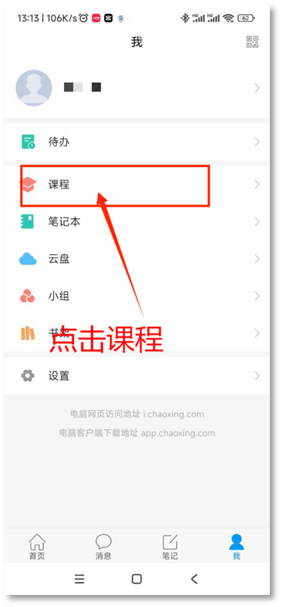 13:13 | 106K/s
62
我
待办
课程
笔记本
云盘
小组
书架
点击课程
设置
电脑网页访问地址 i.chaoxing.com
电脑客户端下载地址 app.chaoxing.com
首页 消息 笔记 我